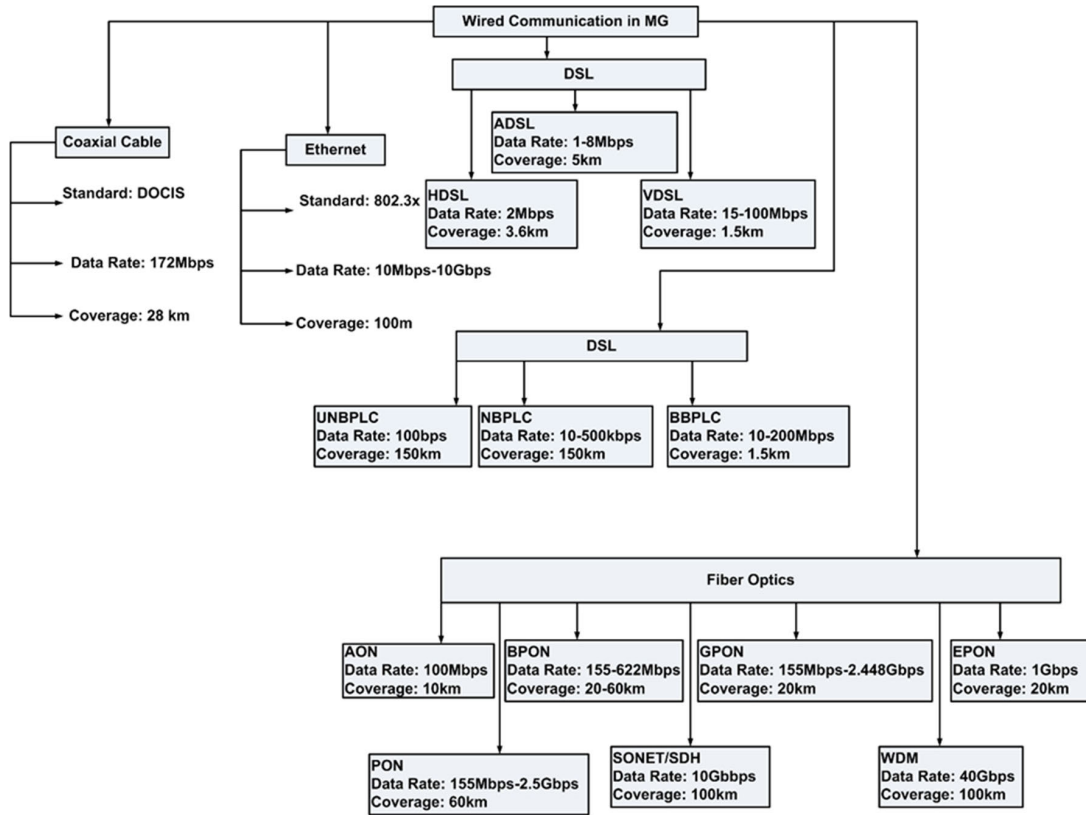 Wired Communication in MG
DSL
ADSL
Data Rate: 1-8Mbps
Coverage: 5km
HDSL
Data Rate: 2Mbps
Coverage: 3.6km
VDSL
Data Rate: 15-100Mbps
Coverage: 1.5km
Coaxial Cable
Standard: DOCIS
Data Rate: 172Mbps
Coverage: 28 km
Ethernet
Standard: 802.3x
Data Rate: 10Mbps-10Gbps
Coverage: 100m
DSL
UNBPLC
Data Rate: 100bps
Coverage: 150km
NBPLC
Data Rate: 10-500kbps
Coverage: 150km
BBPLC
Data Rate: 10-200Mbps
Coverage: 1.5km
Fiber Optics
AON
Data Rate: 100Mbps
Coverage: 10km
BPON
Data Rate: 155-622Mbps
Coverage: 20-60km
GPON
Data Rate: 155Mbps-2.448Gbps
Coverage: 20km
EPON
Data Rate: 1Gbps
Coverage: 20km
PON
Data Rate: 155Mbps-2.5Gbps
Coverage: 60km
SONET/SDH
Data Rate: 10Gbbps
Coverage: 100km
WDM
Data Rate: 40Gbps
Coverage: 100km